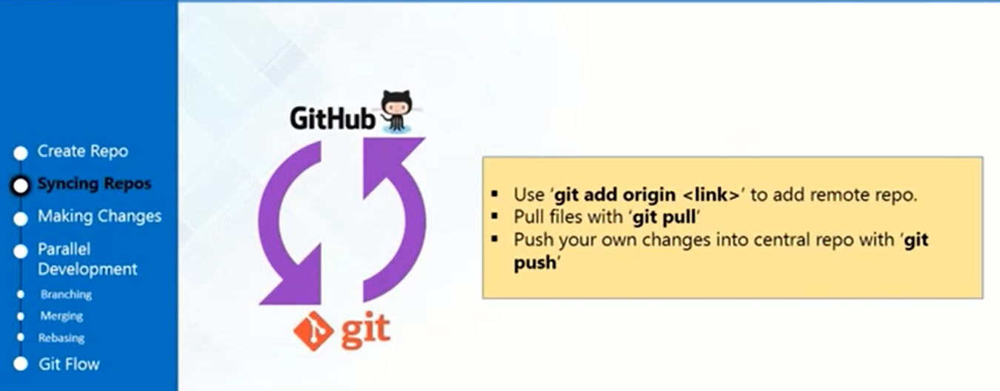 Create Repo
Syncing Repos
Making Changes
Parallel
Development
Branching
Merging
Rebasing
Git Flow
GitHub
git
▪ Use ‘git add origin <link>’ to add remote repo.
▪ Pull files with ‘git pull’
▪ Push your own changes into central repo with ‘git
push’